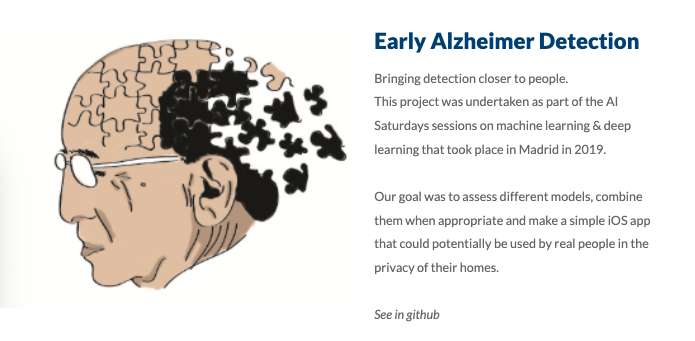 Early Alzheimer Detection
Bringing detection closer to people.
This project was undertaken as part of the AI
Saturdays sessions on machine learning & deep
learning that took place in Madrid in 2019.
Our goal was to assess different models, combine
them when appropriate and make a simple iOS app
that could potentially be used by real people in the
privacy of their homes.
See in github